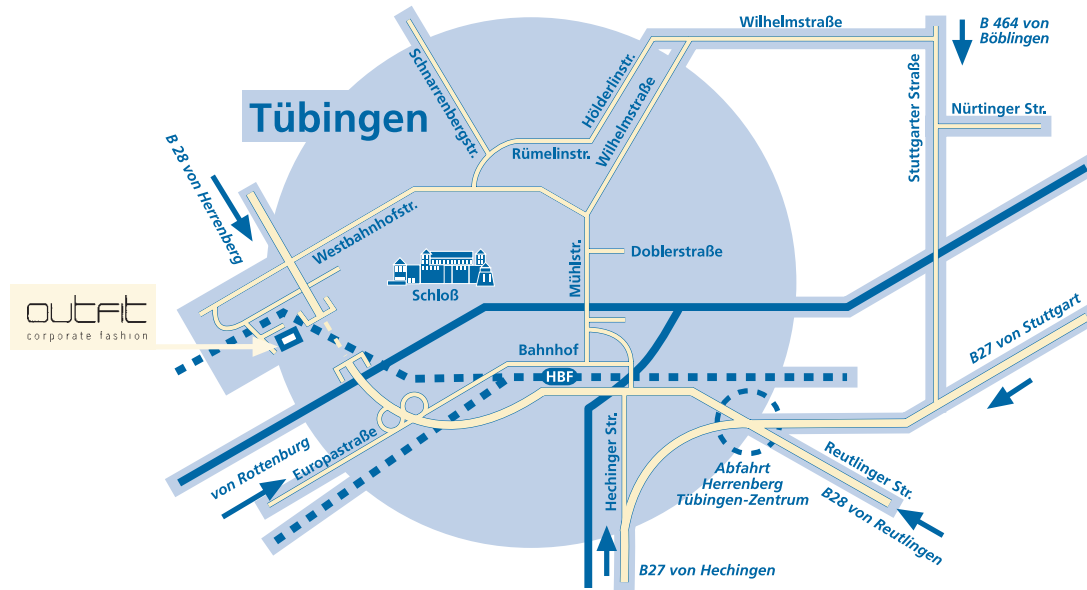 Wilhelmstraße
B 464 von
Böblingen
Schnarrenbergstr.
Hölderlinstr.
Wilhelmstraße
Stuttgarter Straße
Nürtinger Str.
Tübingen
Rümelinstr.
B 28 von Herrenberg
Westbahnhofstr.
Schloß
Mühlstr.
Doblerstraße
outfit
corporate fashion
Bahnhof
HBF
B27 von Stuttgart
von Rottenburg
Europastraße
Hechinger Str.
Abfahrt
Herrenberg
Tübingen-Zentrum
Reutlinger Str.
B28 von Reutlingen
B27 von Hechingen